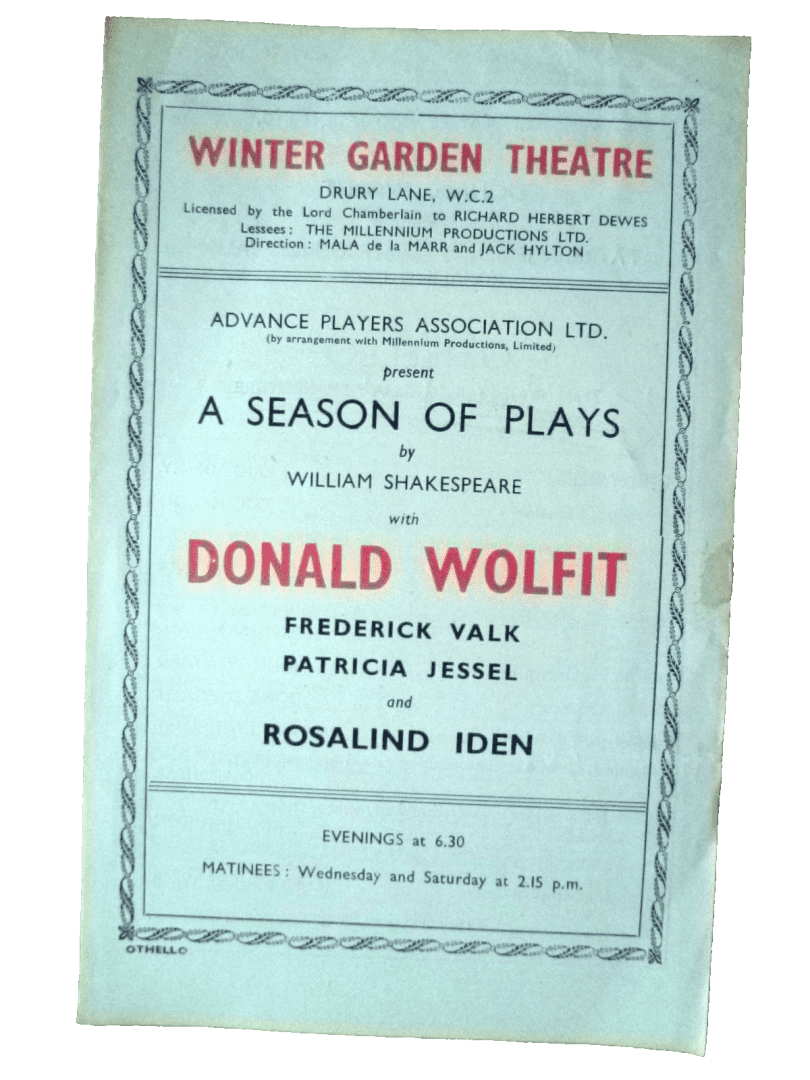 WINTER GARDEN THEATRE
DRURY LANE, W.C.2
Licensed by the Lord Chamberlain to RICHARD HERBERT DEWES
Lessees: THE MILLENNIUM PRODUCTIONS LTD.
Direction: MALA de la MARR and JACK HYLTON
ADVANCE PLAYERS ASSOCIATION LTD.
(by arrangement with Millennium Productions, Limited)
present
A SEASON OF PLAYS
by
WILLIAM SHAKESPEARE
with
DONALD WOLFIT
FREDERICK VALK
PATRICIA JESSEL
and
ROSALIND IDEN
EVENINGS at 6.30
MATINEES: Wednesday and Saturday at 2.15 p.m.
OTHELLO